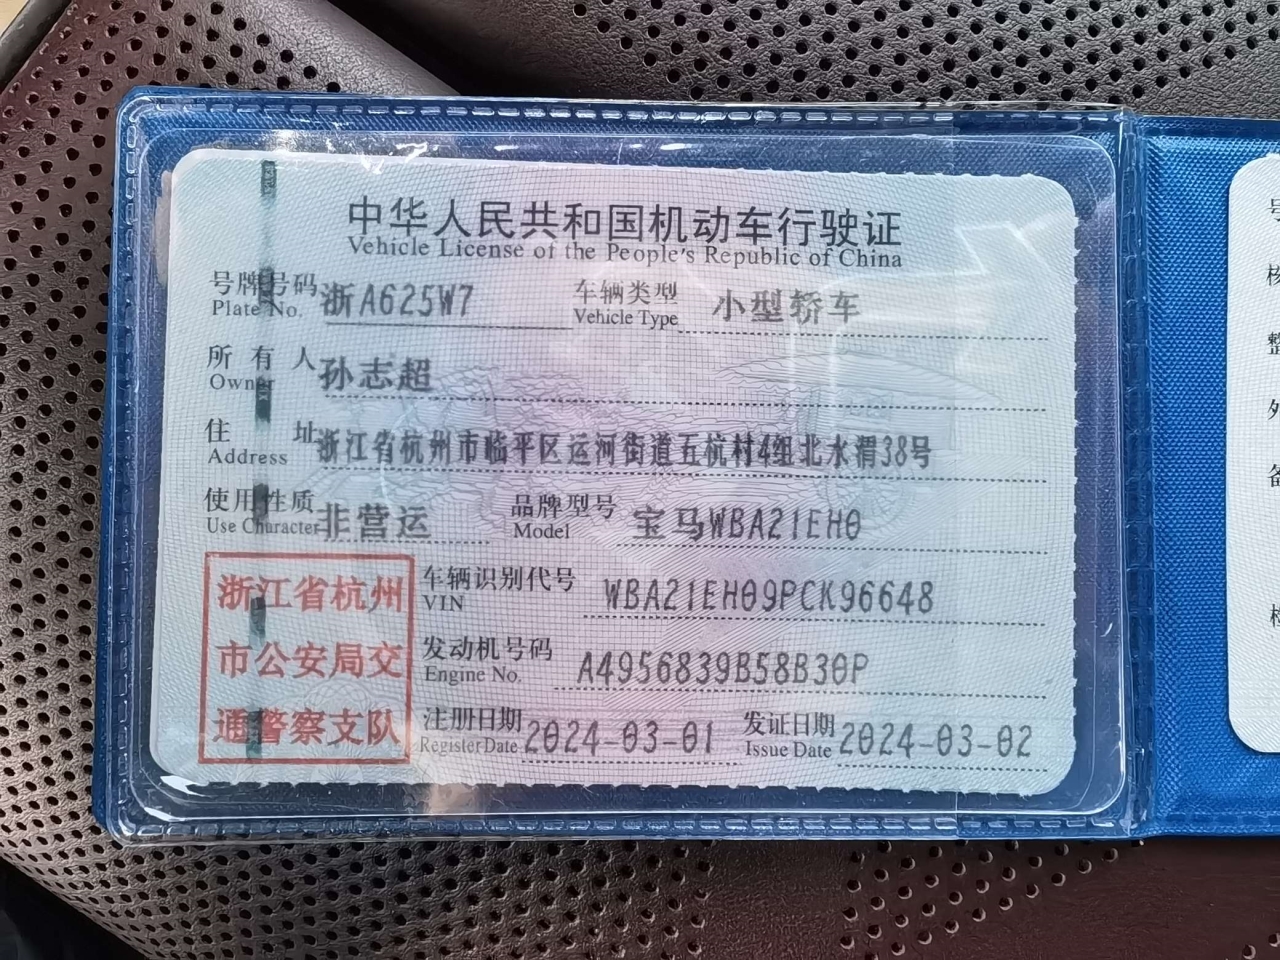 中华人民共和国机动车行驶证
Vehicle License of the People's Republic of China
号牌号码 浙A625W7 车辆类型 小型轿车
Plate No. Vehicle Type
所有人 孙志超
Owner
住址 浙江省杭州市临平区运河街道五杭村4组北水渭38号
Address
使用性质 非营运 品牌型号 宝马WBA21EH0
Use Character Model
浙江省杭州
市公安局交
通警察支队
车辆识别代号 WBA21EH09PCK96648
VIN
发动机号码 A4956839B58B30P
Engine No.
注册日期 2024-03-01 发证日期 2024-03-02
Register Date Issue Date
号
整
备